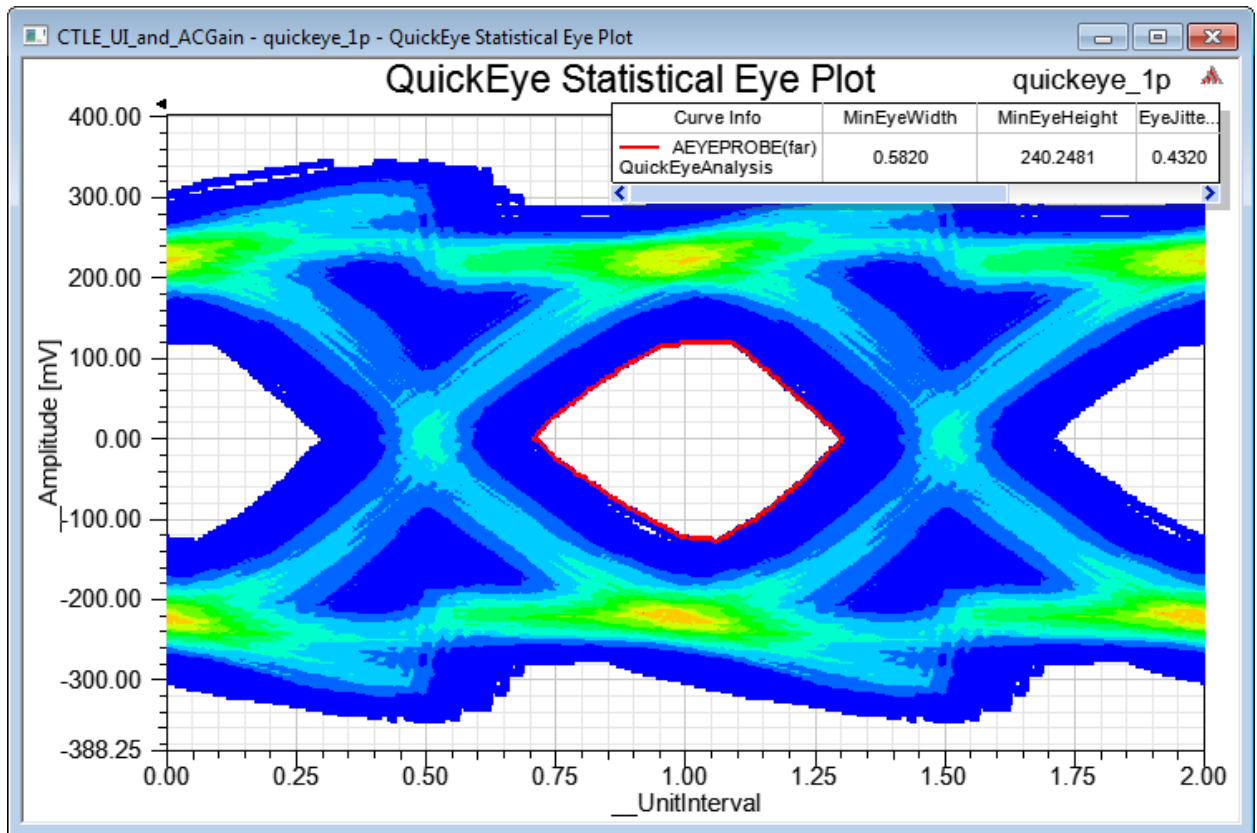 CTLE_UI_and_ACGain - quickeye_1p - QuickEye Statistical Eye Plot
QuickEye Statistical Eye Plot
quickeye_1p
Curve Info MinEyeWidth MinEyeHeight EyeJitte...
AEYEPROBE(far)
QuickEyeAnalysis
0.5820 240.2481 0.4320
400.00
300.00
200.00
100.00
0.00
-100.00
-200.00
-300.00
-388.25
__Amplitude [mV]
0.00 0.25 0.50 0.75 1.00 1.25 1.50 1.75 2.00
__UnitInterval